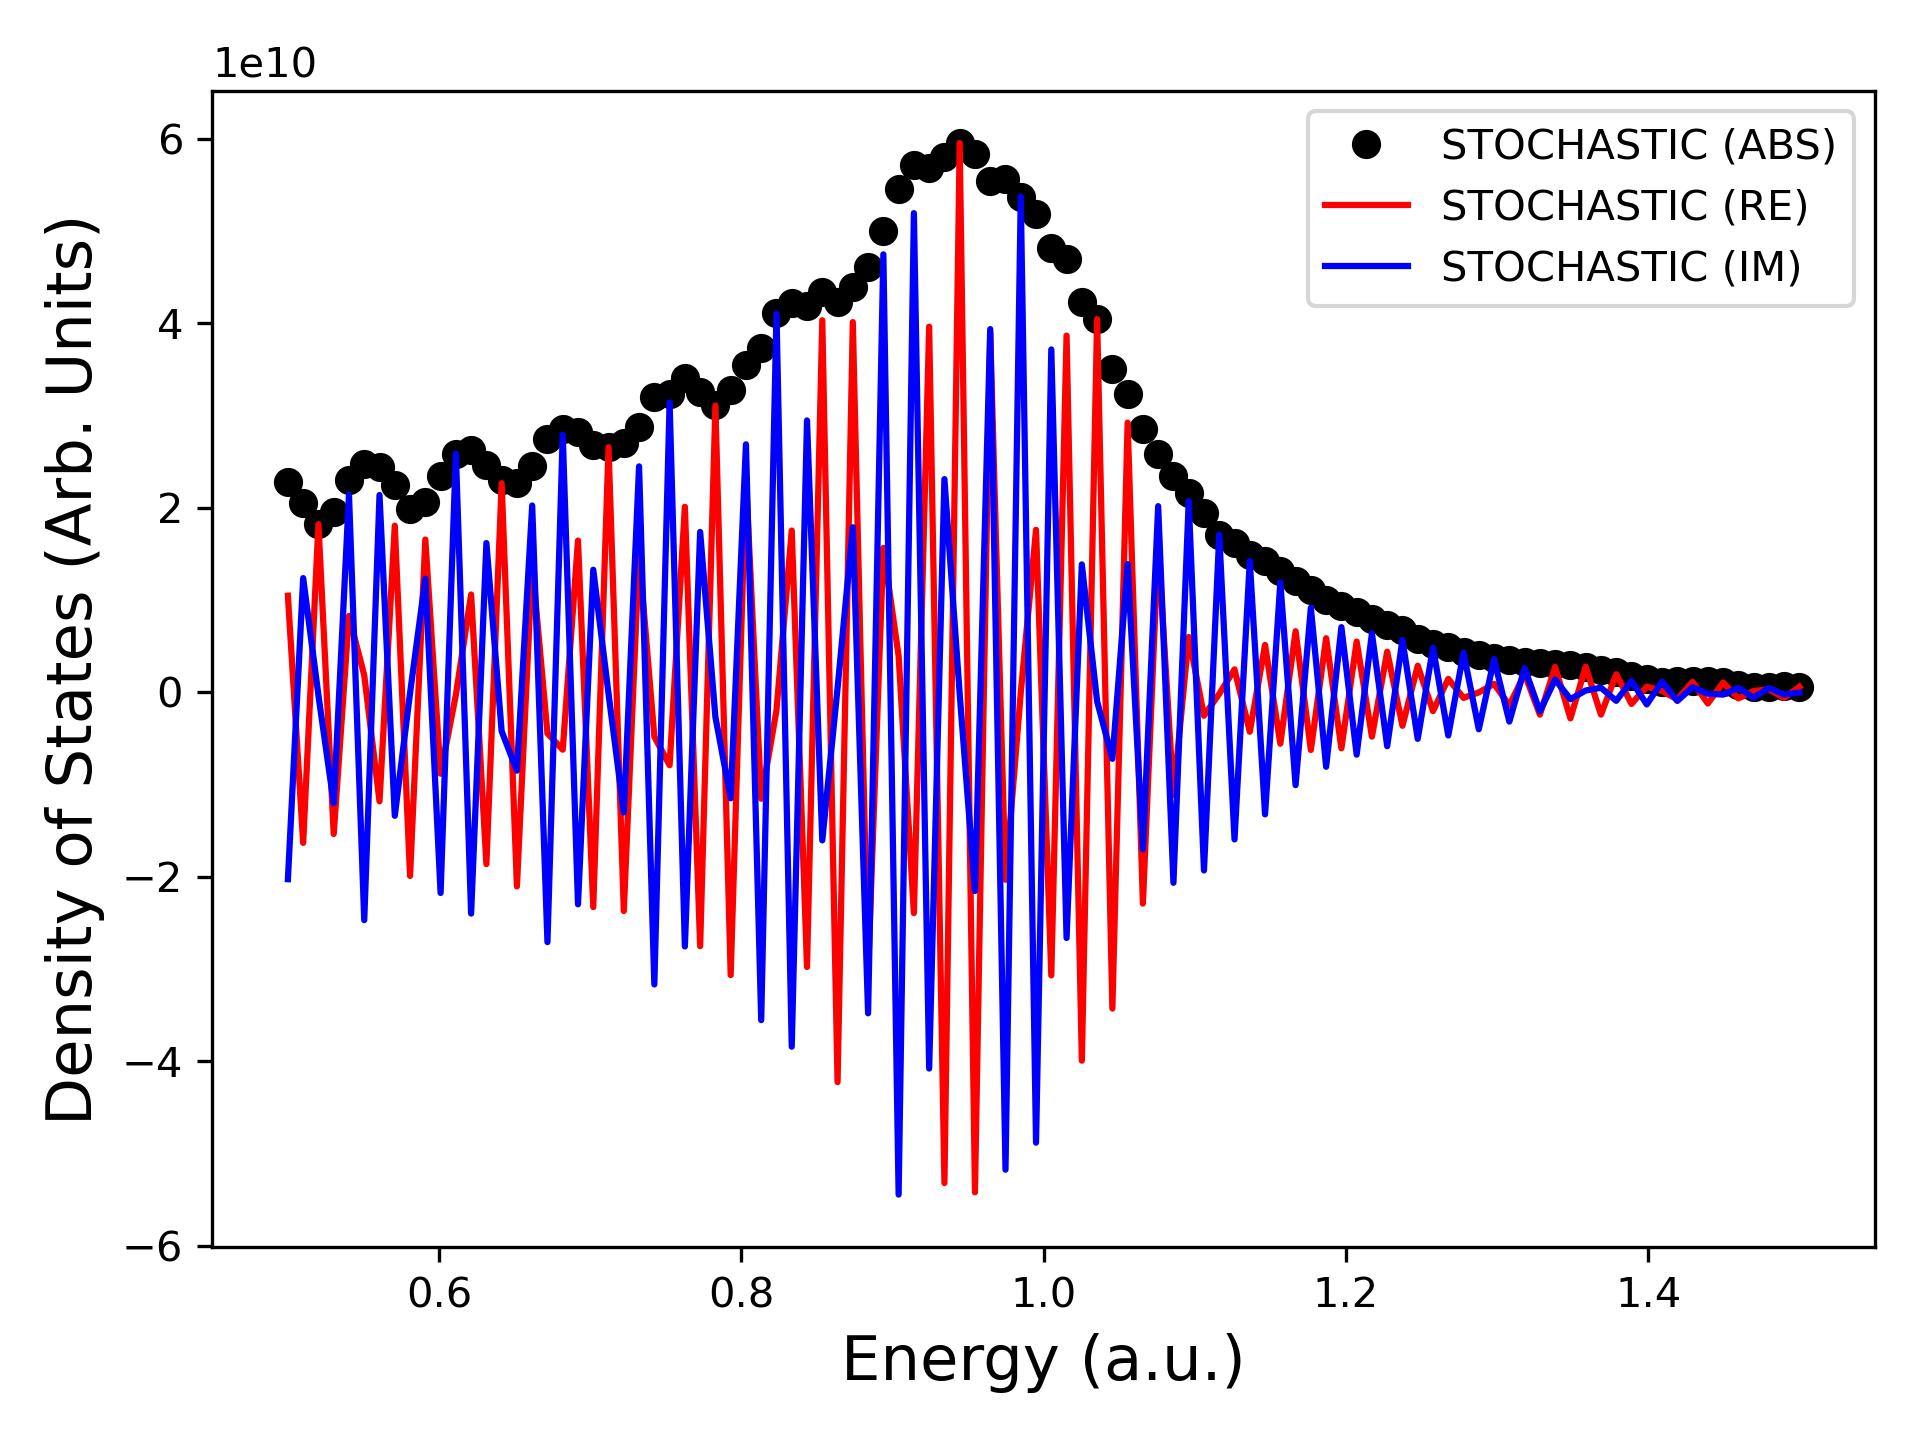 1e10
6
4
2
0
−2
−4
−6
Density of States (Arb. Units)
STOCHASTIC (ABS)
STOCHASTIC (RE)
STOCHASTIC (IM)
0.6 0.8 1.0 1.2 1.4
Energy (a.u.)